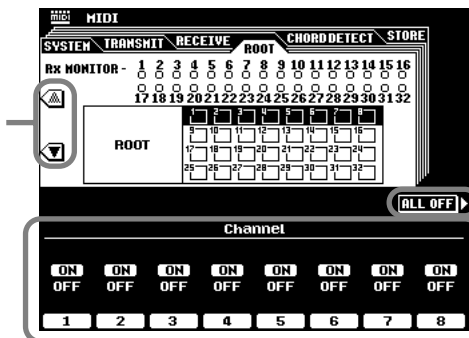 MIDI MIDI
SYSTEM TRANSMIT RECEIVE ROOT CHORD DETECT STORE
RX MONITOR - 1 2 3 4 5 6 7 8 9 10 11 12 13 14 15 16
17 18 19 20 21 22 23 24 25 26 27 28 29 30 31 32
1 2 3 4 5 6 7 8
ROOT
9 10 11 12 13 14 15 16
17 18 19 20 21 22 23 24
25 26 27 28 29 30 31 32
ALL OFF
Channel
ON ON ON ON ON ON ON ON
OFF OFF OFF OFF OFF OFF OFF OFF
1 2 3 4 5 6 7 8